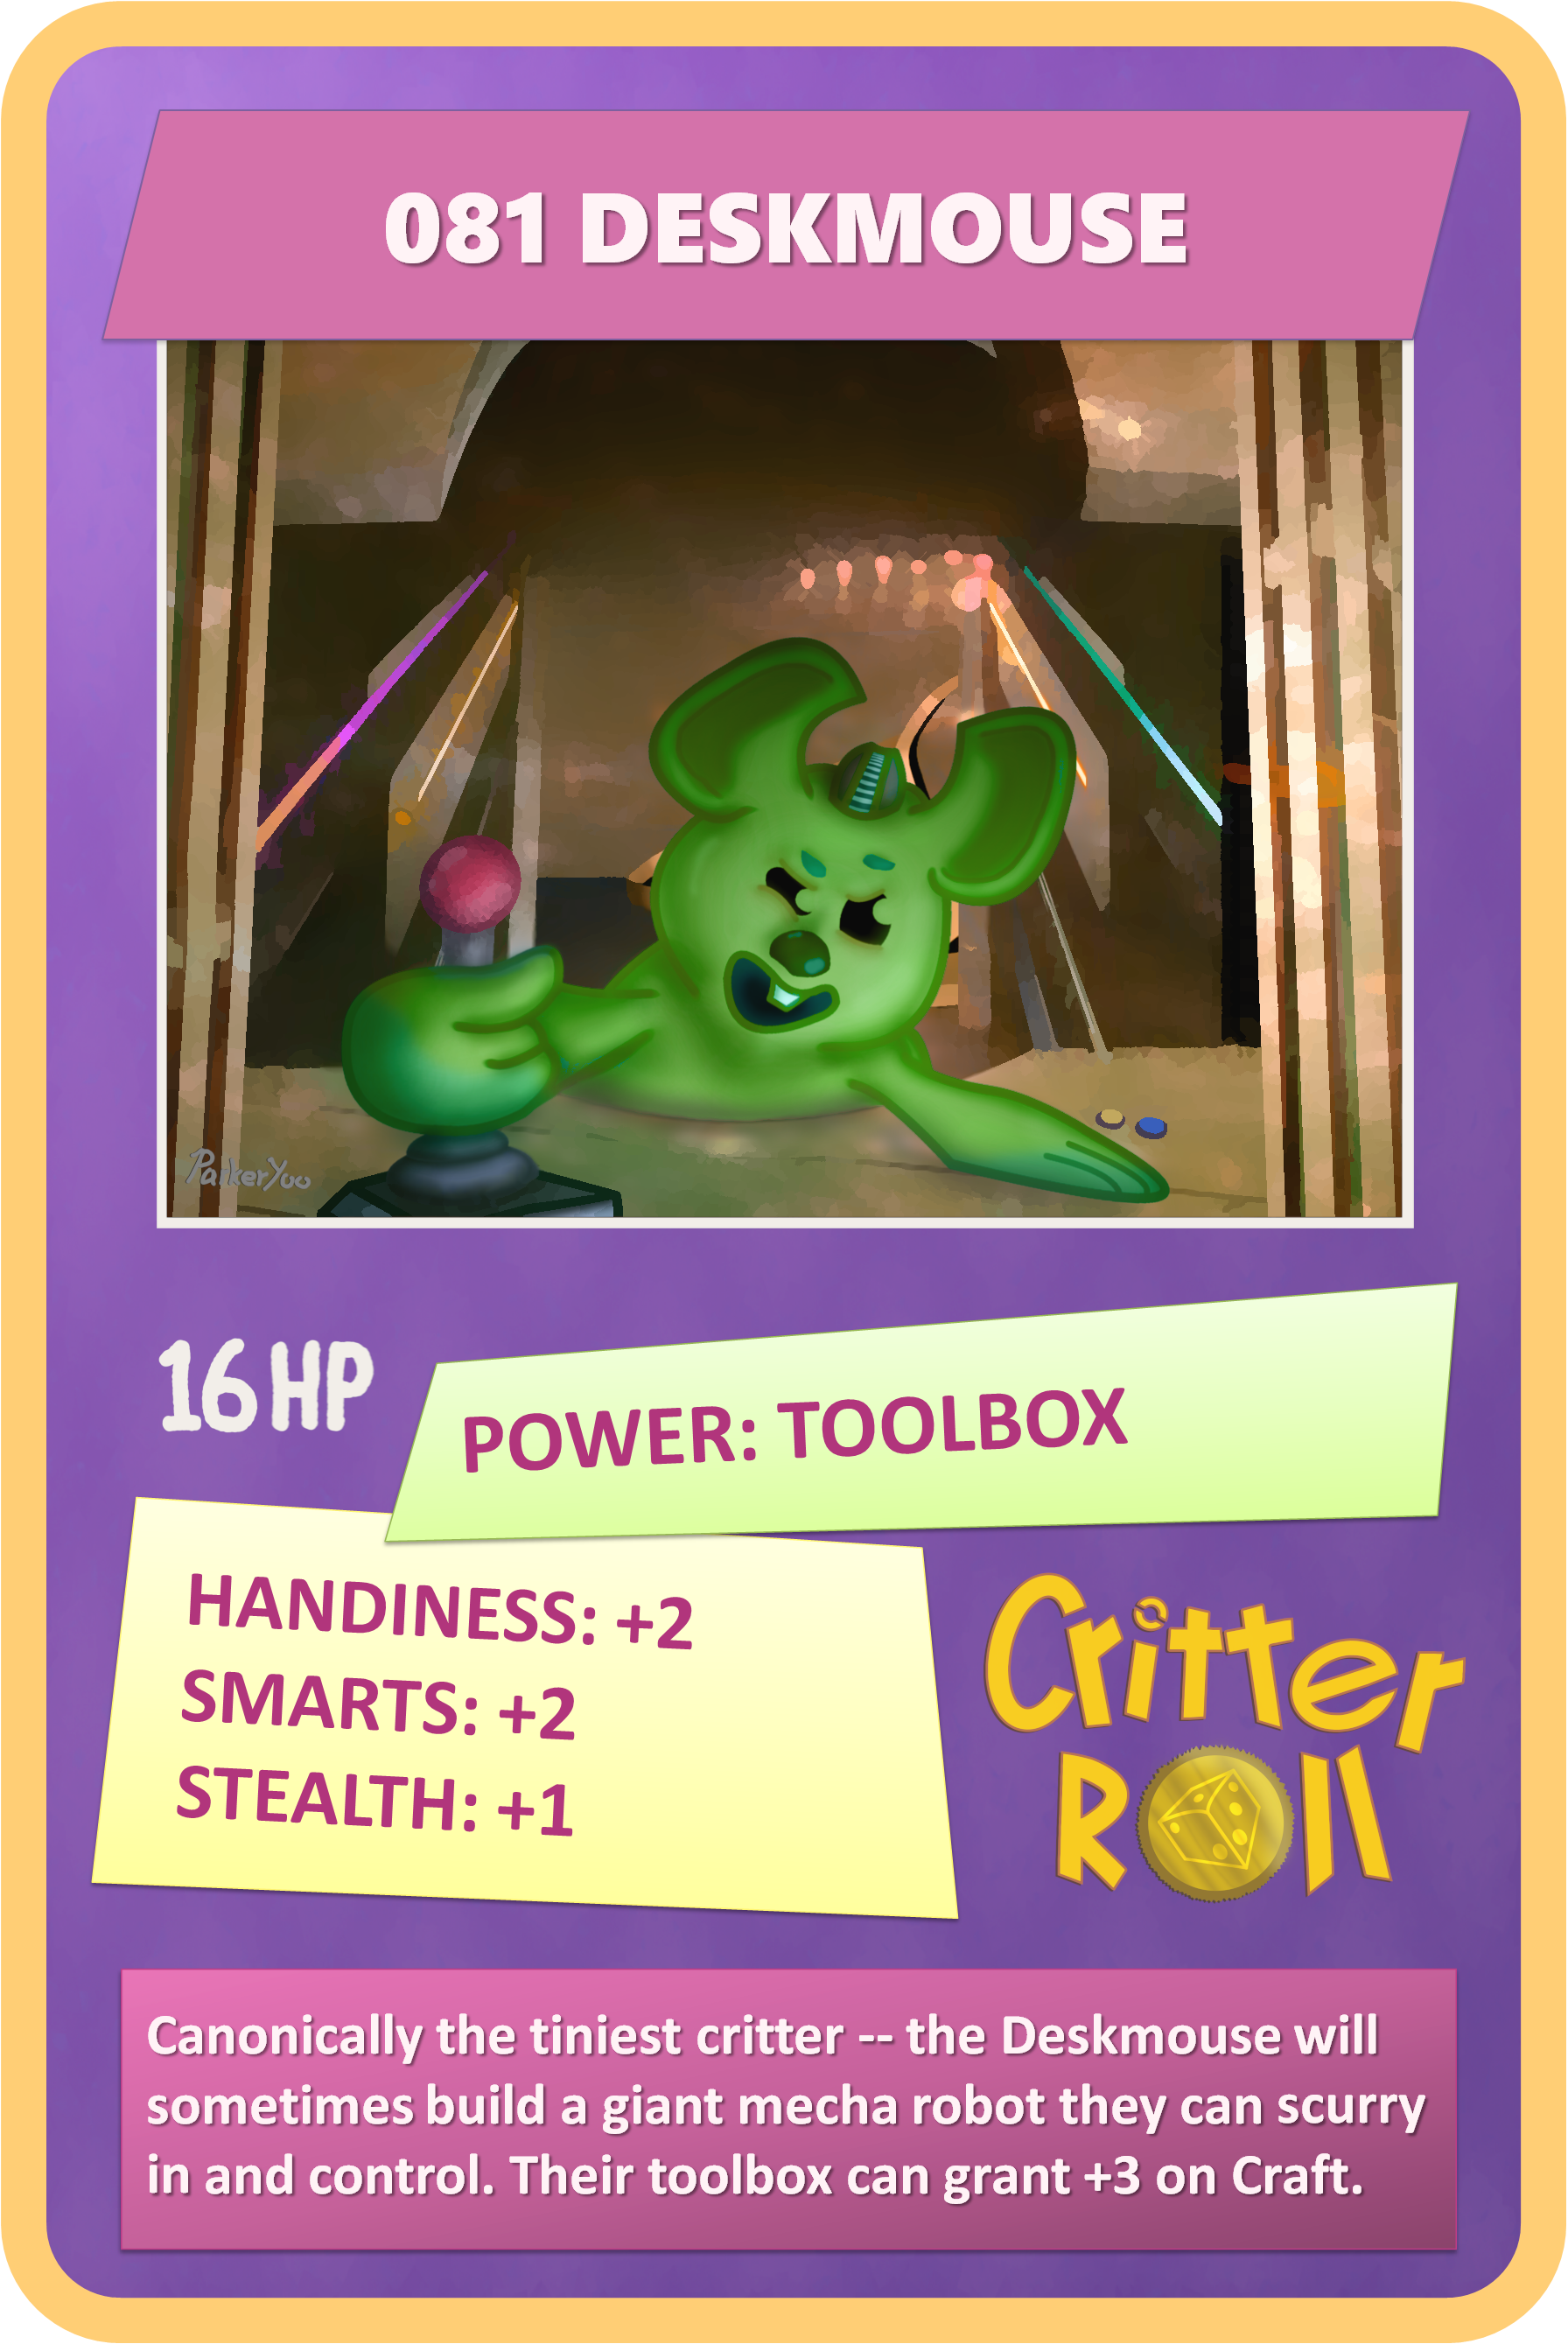 081 DESKMOUSE
ParkerYoo
16 HP
POWER: TOOLBOX
HANDINESS: +2
SMARTS: +2
STEALTH: +1
Critter
Roll
Canonically the tiniest critter -- the Deskmouse will
sometimes build a giant mecha robot they can scurry
in and control. Their toolbox can grant +3 on Craft.